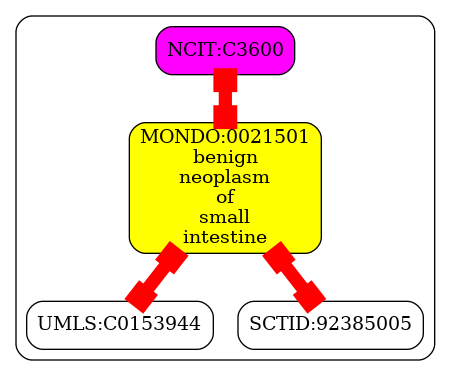 NCIT:C3600
MONDO:0021501
benign
neoplasm
of
small
intestine
UMLS:C0153944
SCTID:92385005